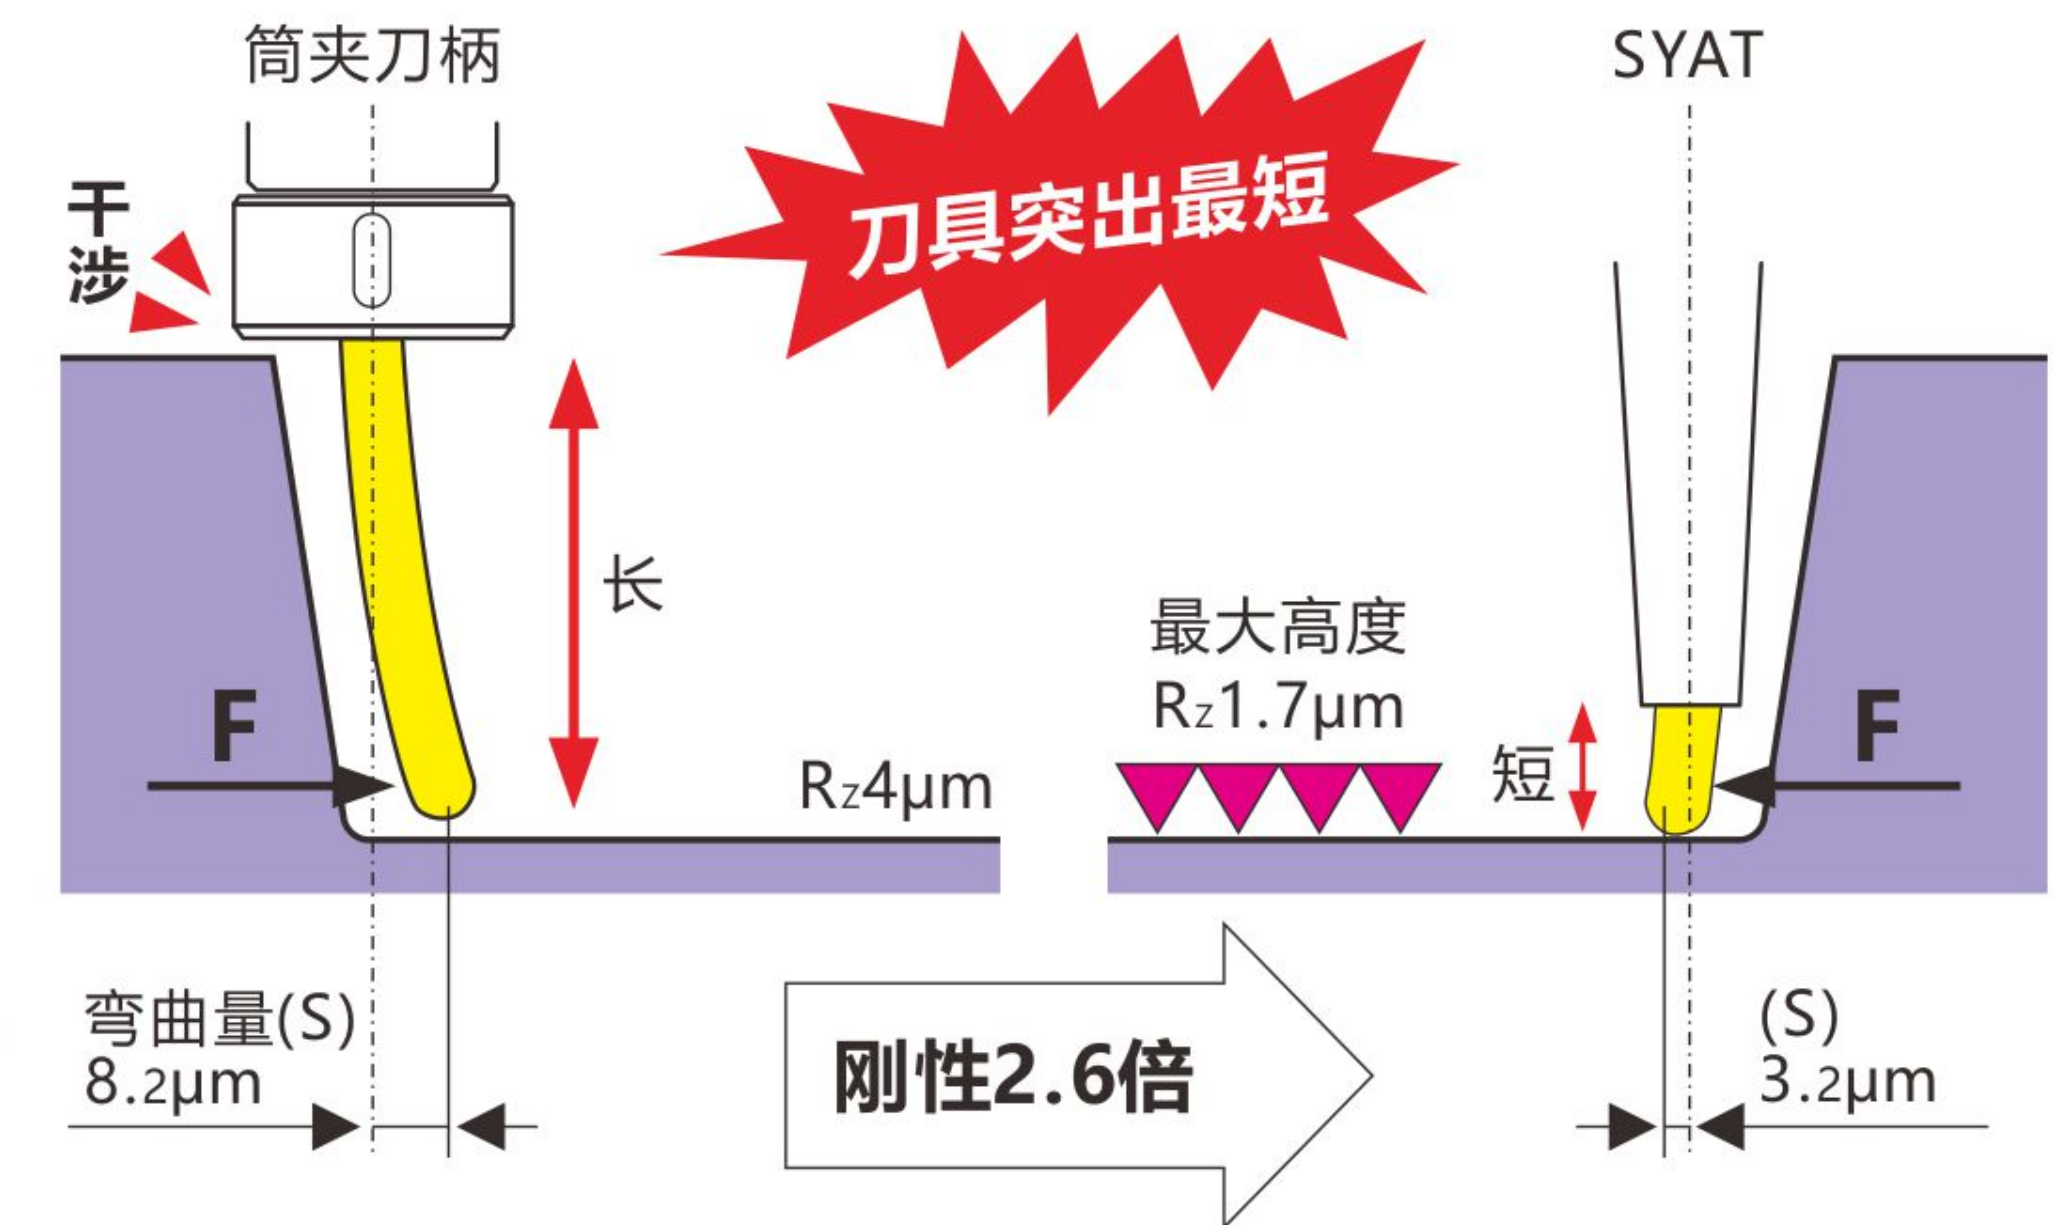 筒夹刀柄
SYAT
干涉
刀具突出最短
长
F
Rz4μm
最大高度
Rz1.7μm
短
F
弯曲量(S)
8.2μm
刚性2.6倍
(S)
3.2μm